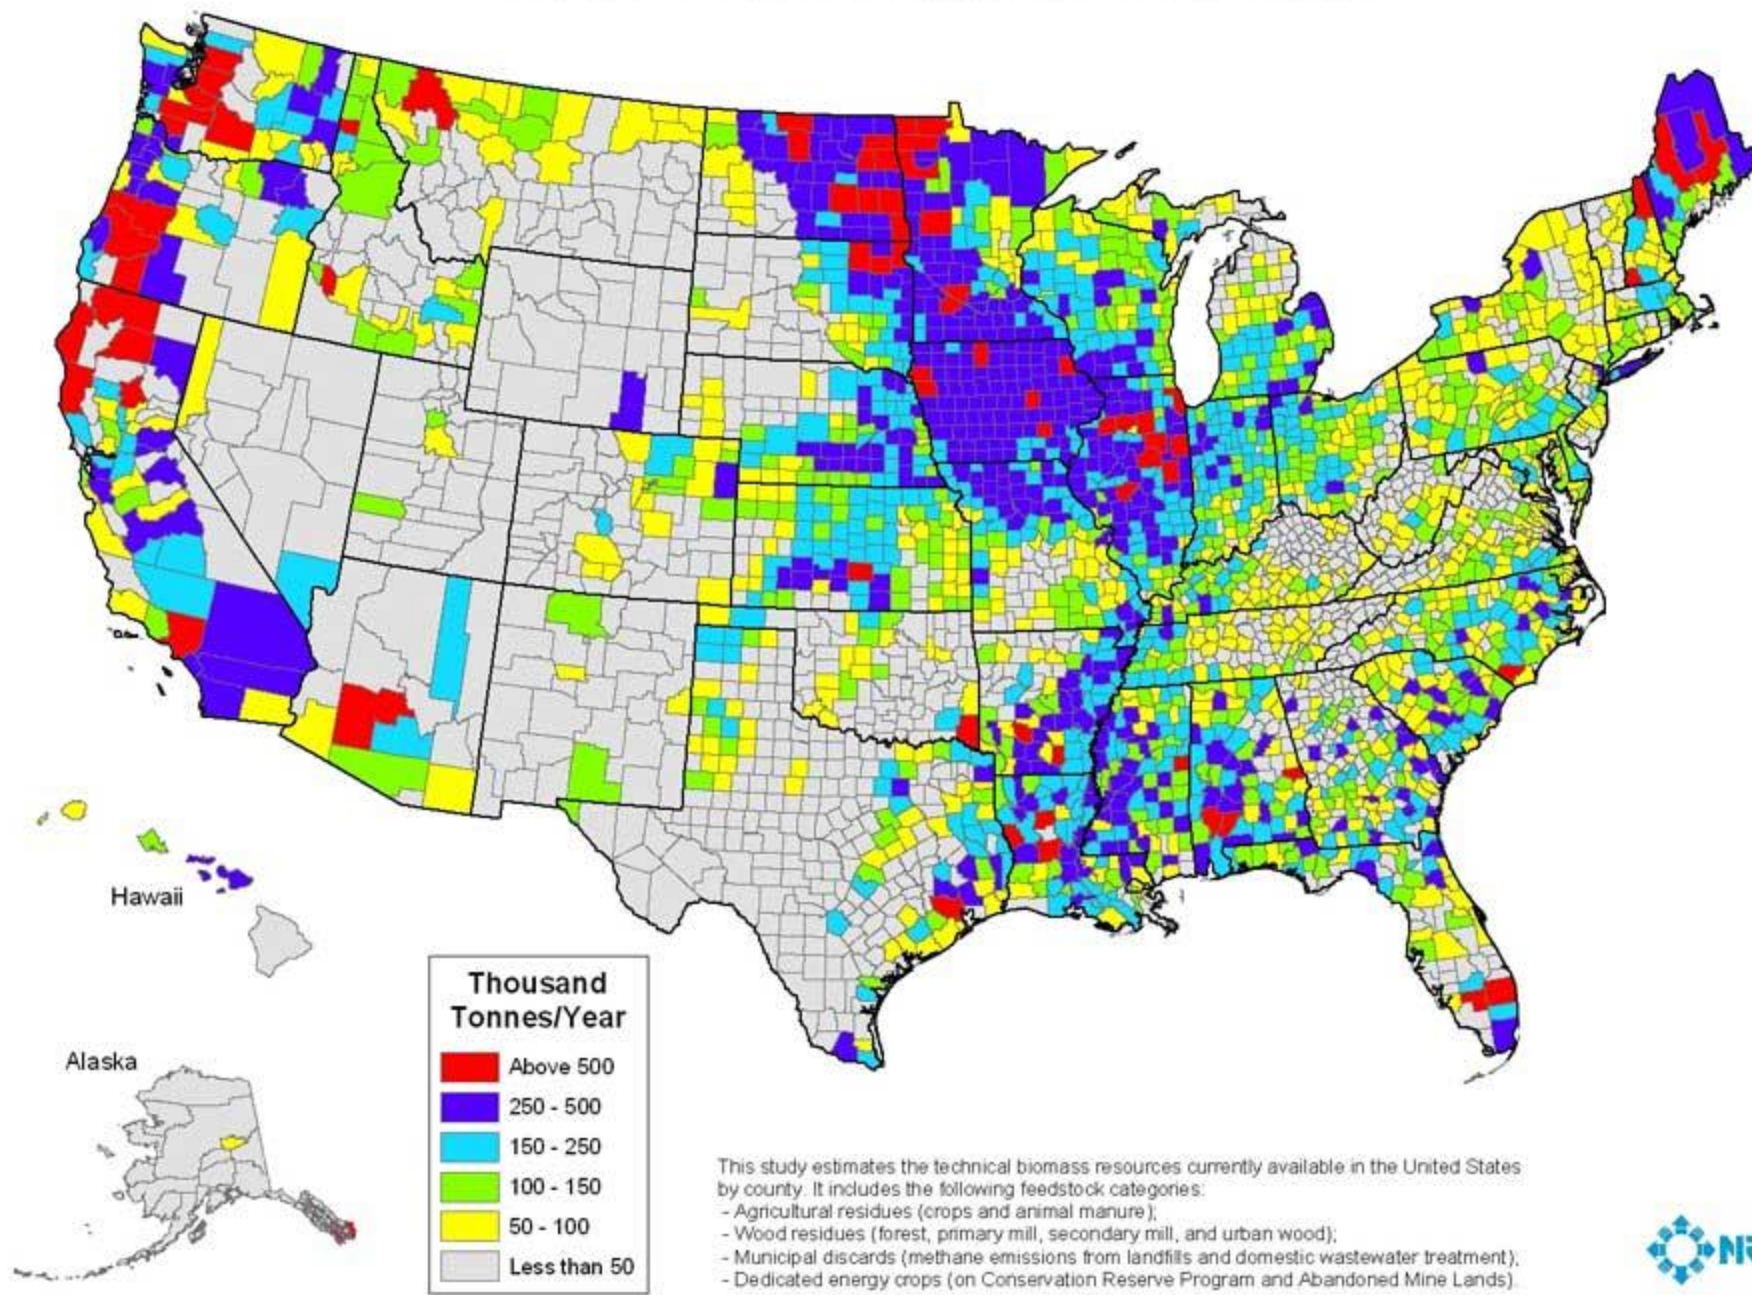 Hawaii
Alaska
Thousand
Tonnes/Year
Above 500
250 - 500
150 - 250
100 - 150
50 - 100
Less than 50
This study estimates the technical biomass resources currently available in the United States
by county. It includes the following feedstock categories:
- Agricultural residues (crops and animal manure);
- Wood residues (forest, primary mill, secondary mill, and urban wood);
- Municipal discards (methane emissions from landfills and domestic wastewater treatment);
- Dedicated energy crops (on Conservation Reserve Program and Abandoned Mine Lands).